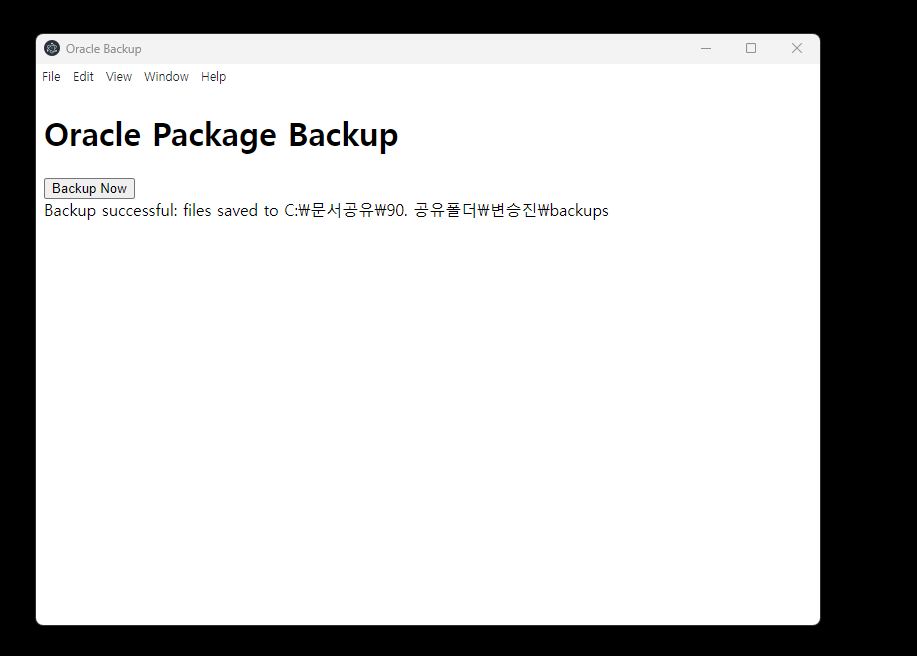 Oracle Backup
File Edit View Window Help
Oracle Package Backup
Backup Now
Backup successful: files saved to C:₩문서공유₩90. 공유폴더₩변승진₩backups